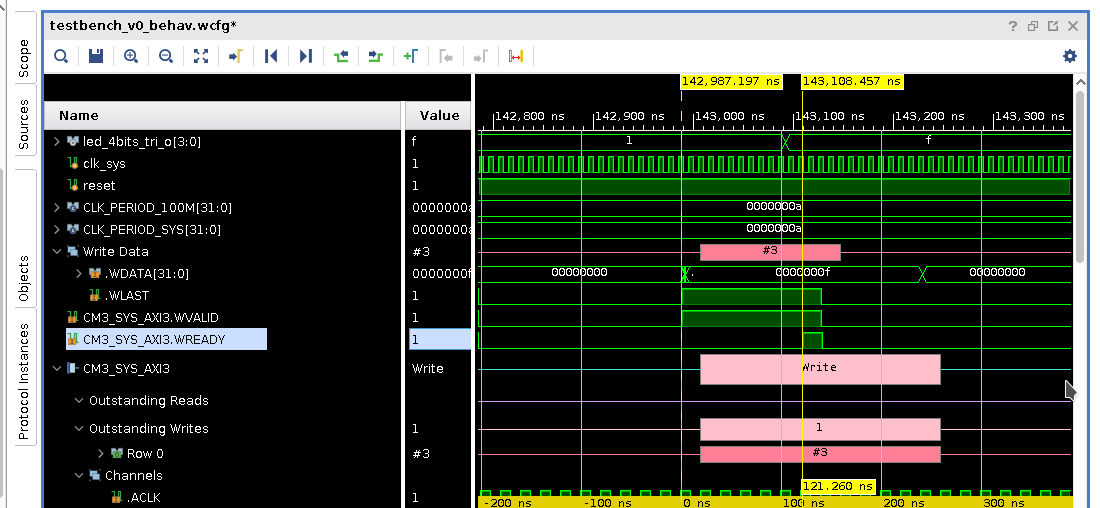 testbench_v0_behav.wcfg*
Scope
Sources
Objects
Protocol Instances
142,987.197 ns 143,108.457 ns
Name Value
142,800 ns 142,900 ns 143,000 ns 143,100 ns 143,200 ns 143,300 ns
led_4bits_tri_o[3:0] f 1 f
clk_sys 1
reset 1
CLK_PERIOD_100M[31:0] 0000000a 0000000a
CLK_PERIOD_SYS[31:0] 0000000a 0000000a
Write Data #3 #3
.WDATA[31:0] 0000000f 00000000 . 0000000f 00000000
.WLAST 1
CM3_SYS_AXI3.WVALID 1
CM3_SYS_AXI3.WREADY 1
CM3_SYS_AXI3 Write Write
Outstanding Reads
Outstanding Writes 1 1
Row 0 #3 #3
Channels
121.260 ns
.ACLK 1
-200 ns -100 ns 0 ns 100 ns 200 ns 300 ns